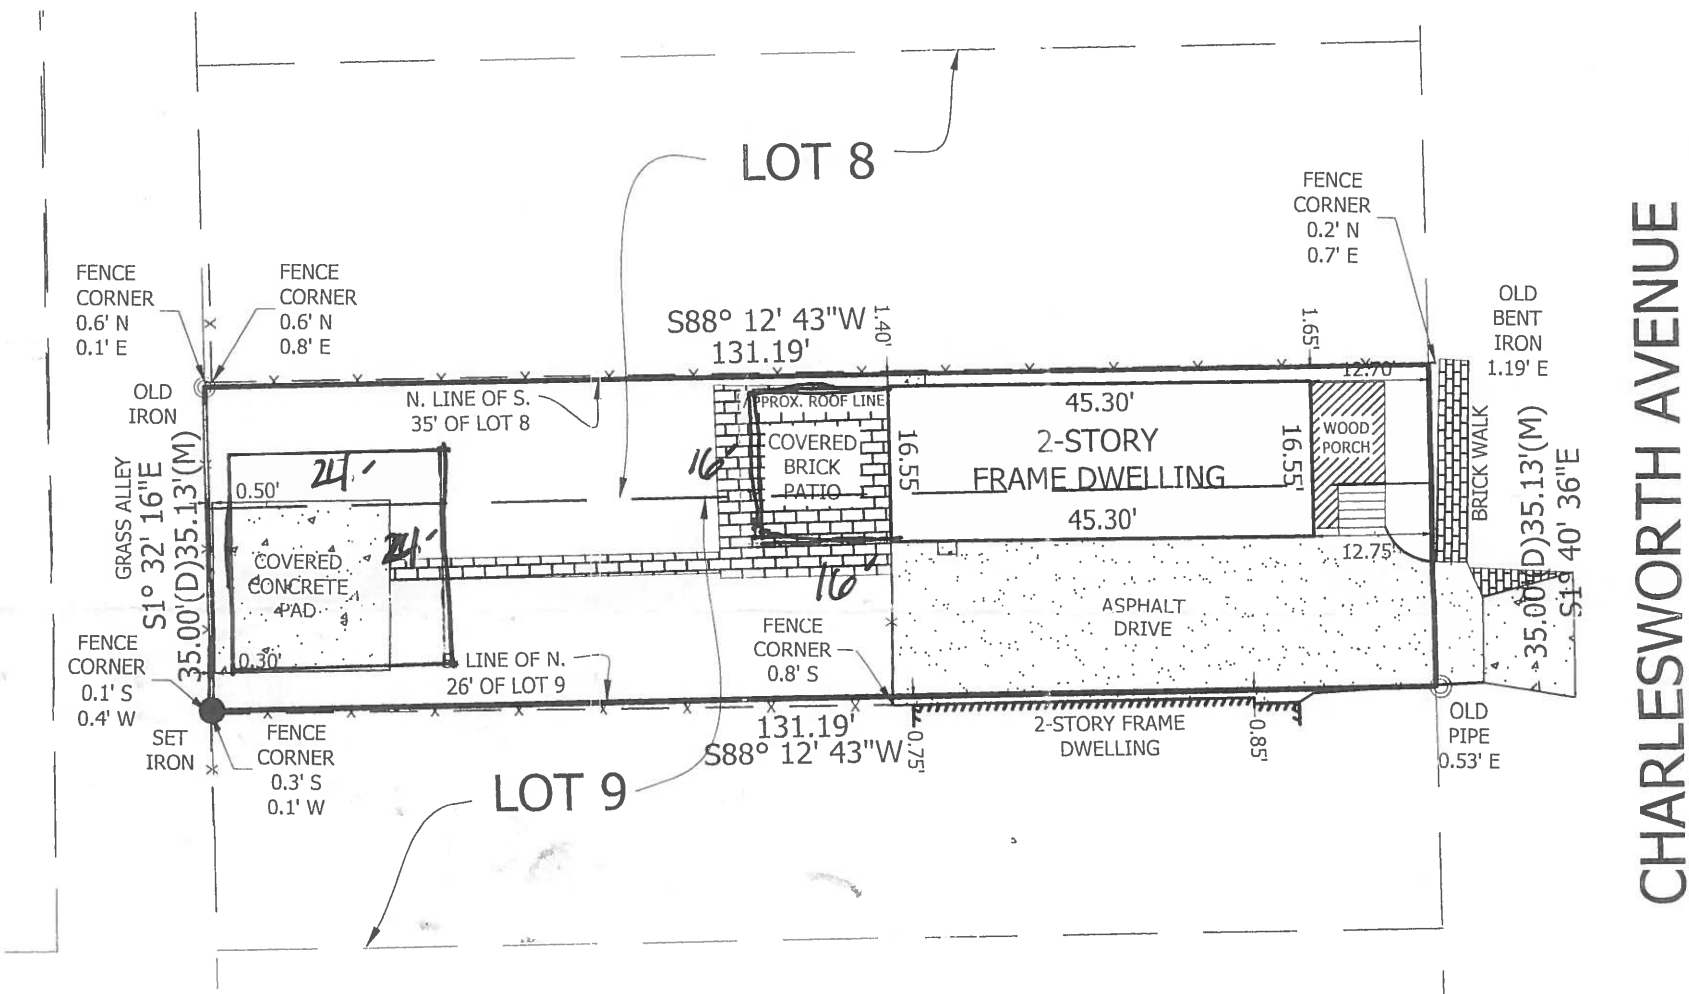 LOT 8
FENCE
CORNER
0.2' N
0.7' E
FENCE
CORNER
0.6' N
0.1' E
FENCE
CORNER
0.6' N
0.8' E
OLD
BENT
IRON
1.19' E
S88° 12' 43"W
131.19'
1.40'
1.65'
12.70'
OLD
IRON
N. LINE OF S.
35' OF LOT 8
APPROX. ROOF LINE
COVERED
BRICK
PATIO
16'
16'
45.30'
2-STORY
FRAME DWELLING
45.30'
16.55'
16.55'
WOOD
PORCH
12.75'
BRICK WALK
35.00'(D)35.13'(M)
S1° 40' 36"E
CHARLESWORTH AVENUE
GRASS ALLEY
S1° 32' 16"E
35.00'(D)35.13'(M)
24'
24'
0.50'
COVERED
CONCRETE
PAD
0.30'
ASPHALT
DRIVE
FENCE
CORNER
0.1' S
0.4' W
LINE OF N.
26' OF LOT 9
FENCE
CORNER
0.8' S
SET
IRON
FENCE
CORNER
0.3' S
0.1' W
131.19'
S88° 12' 43"W
0.75'
2-STORY FRAME
DWELLING
0.85'
OLD
PIPE
0.53' E
LOT 9